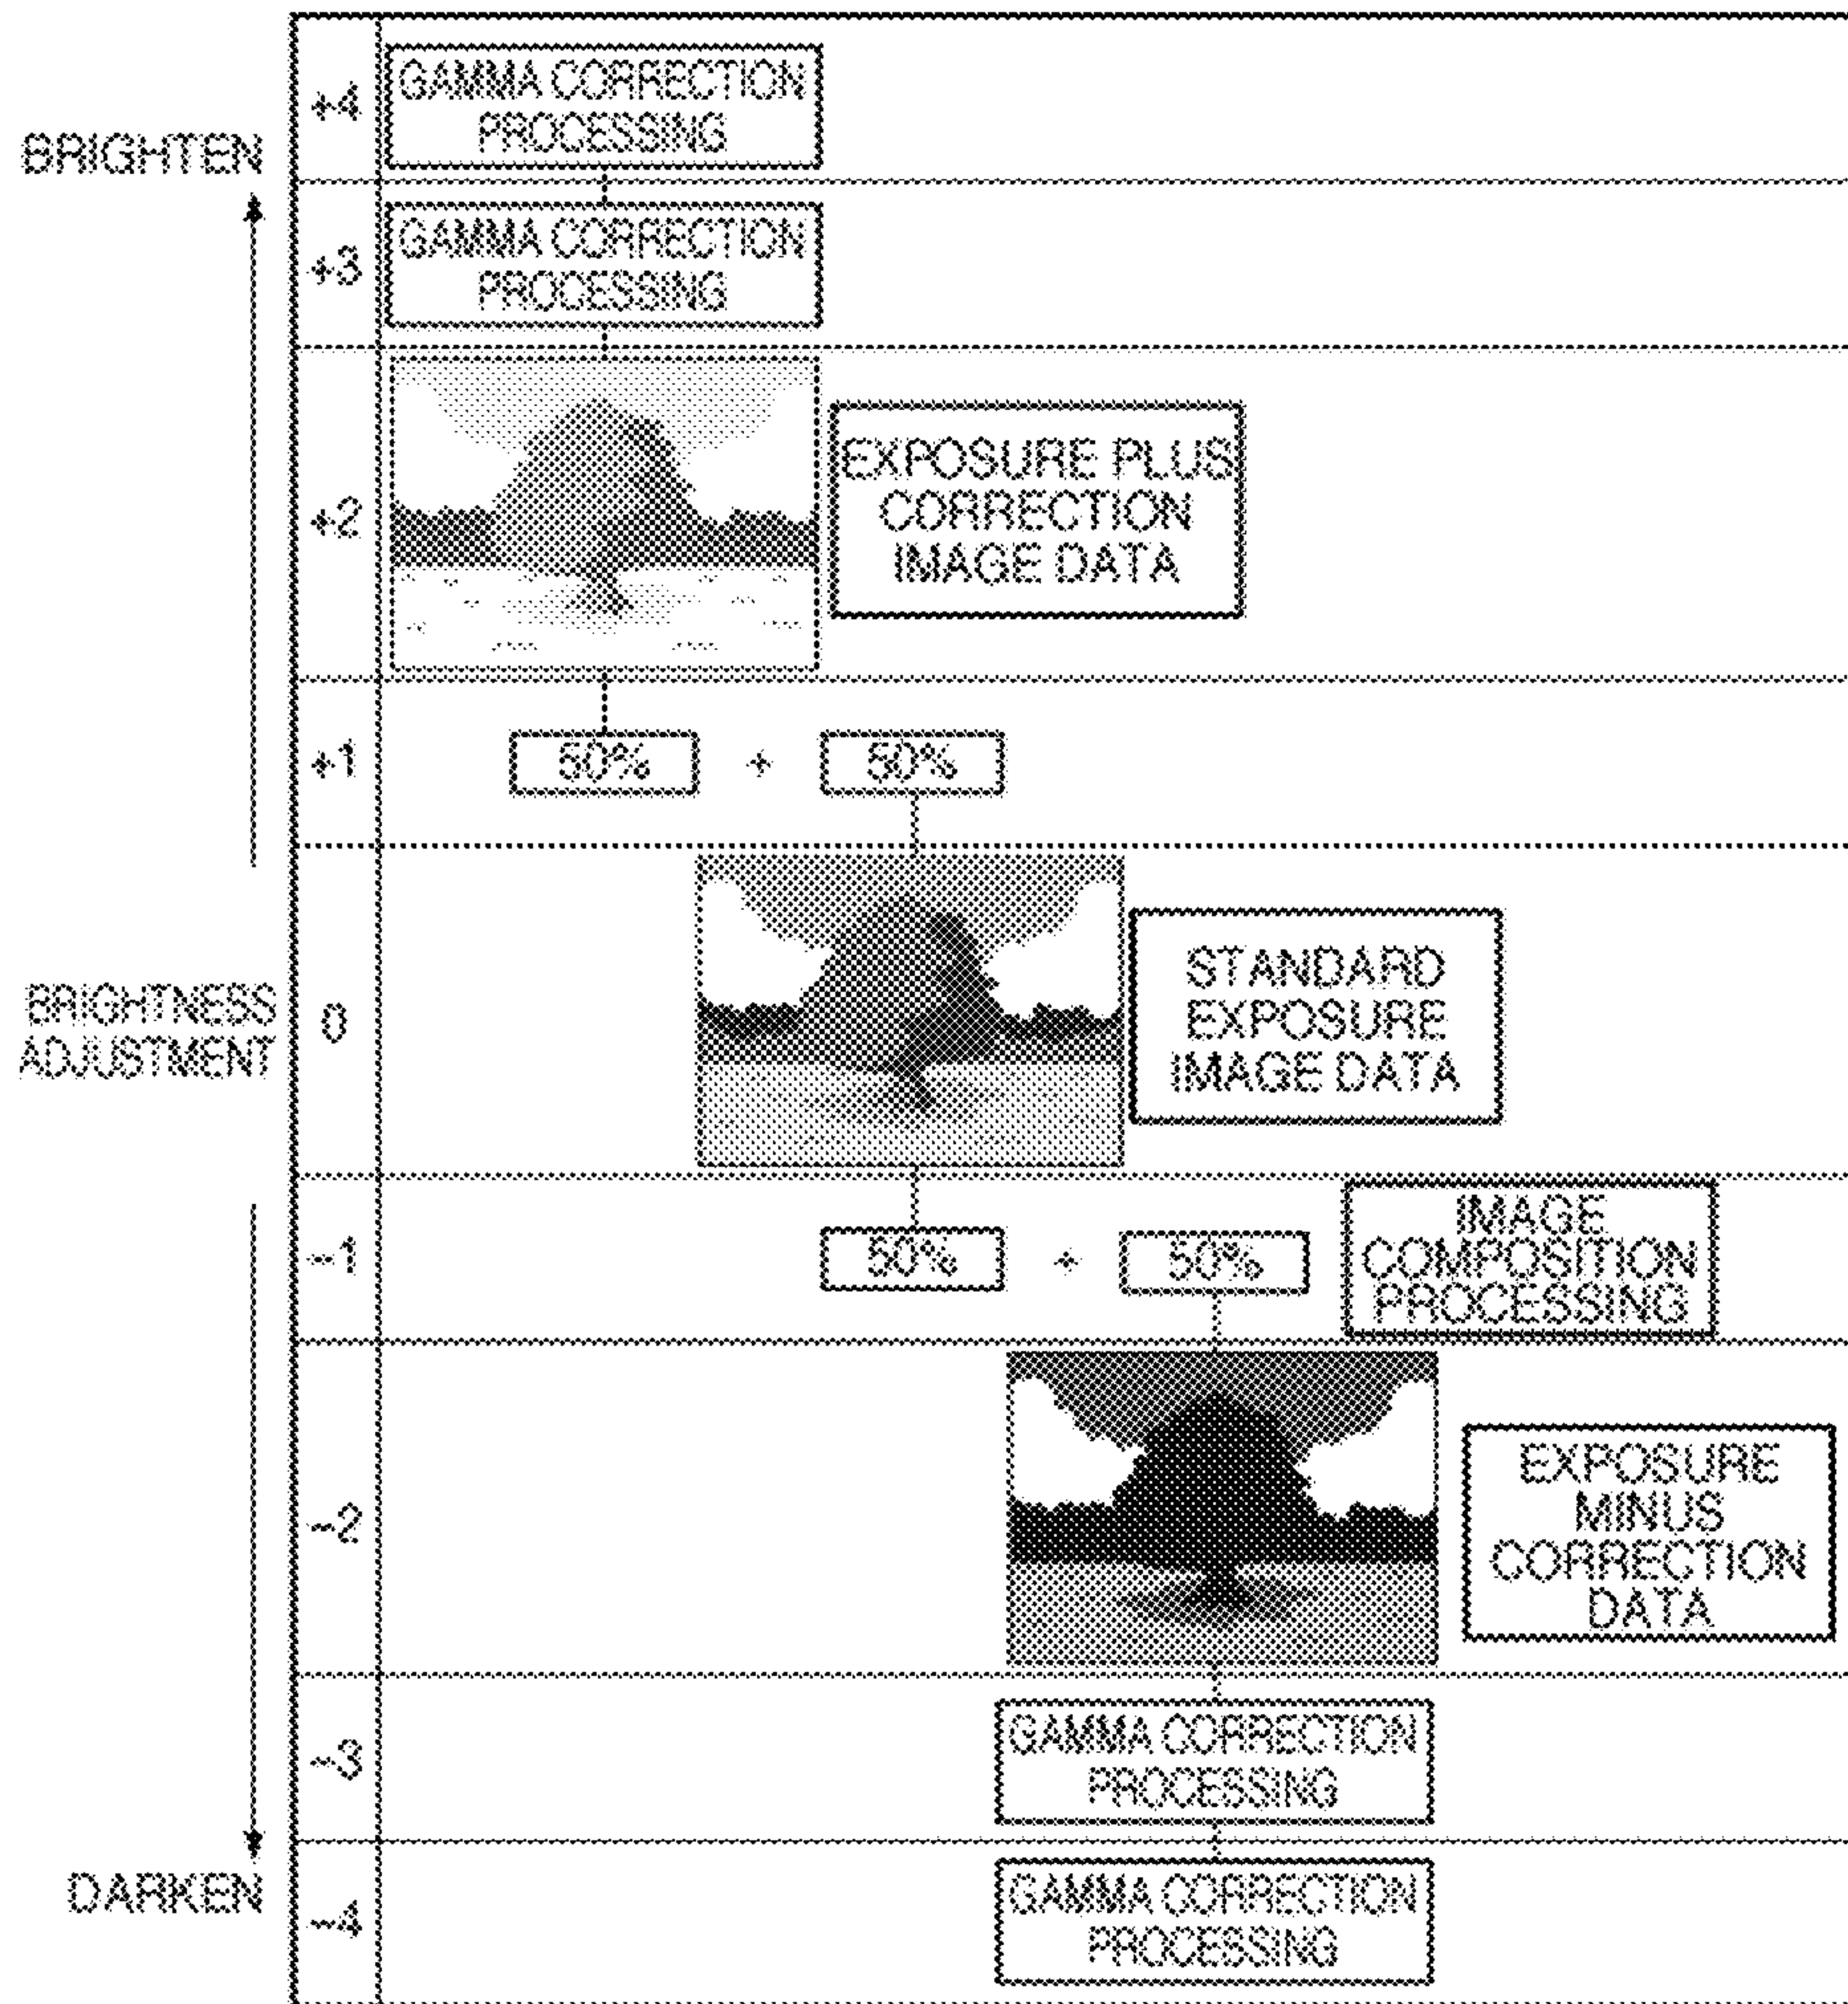 +4
GAMMA CORRECTION
PROCESSING
BRIGHTEN
+3
GAMMA CORRECTION
PROCESSING
+2
EXPOSURE PLUS
CORRECTION
IMAGE DATA
+1
50% + 50%
BRIGHTNESS
ADJUSTMENT
0
STANDARD
EXPOSURE
IMAGE DATA
-1
50% + 50%
IMAGE
COMPOSITION
PROCESSING
-2
EXPOSURE
MINUS
CORRECTION
DATA
-3
GAMMA CORRECTION
PROCESSING
DARKEN
-4
GAMMA CORRECTION
PROCESSING